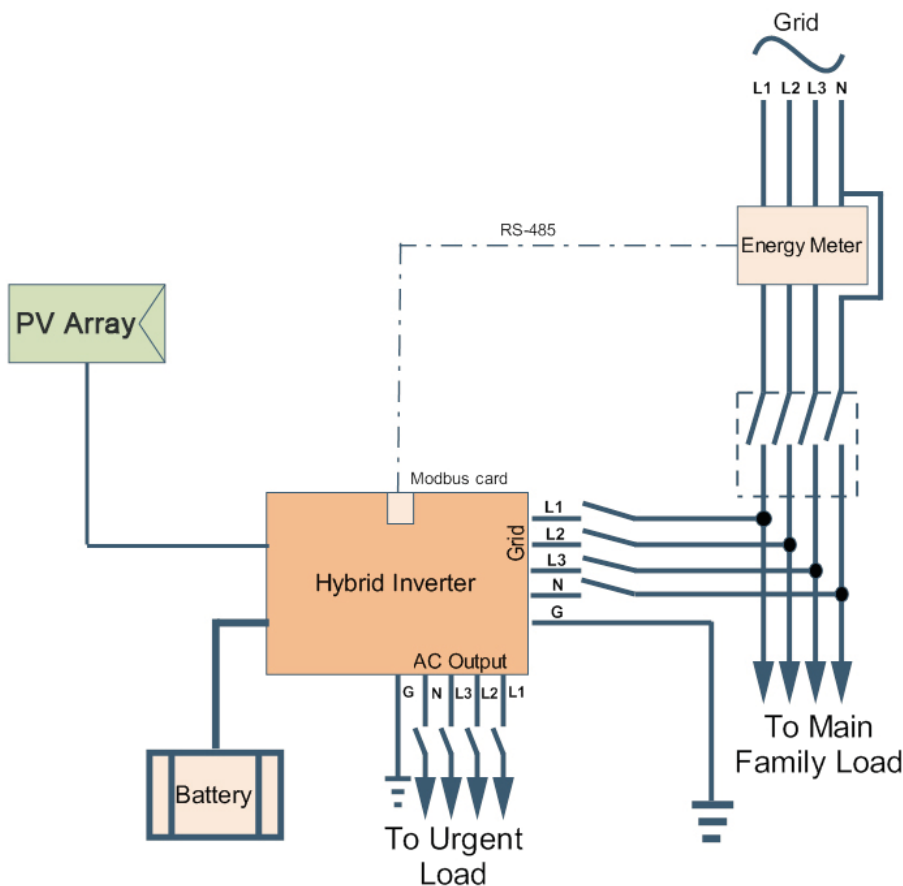 Grid
L1 L2 L3 N
RS-485
Energy Meter
PV Array
Modbus card
L1
L2
Grid
L3
Hybrid Inverter
N
G
AC Output
G N L3 L2 L1
To Main
Family Load
Battery
To Urgent
Load